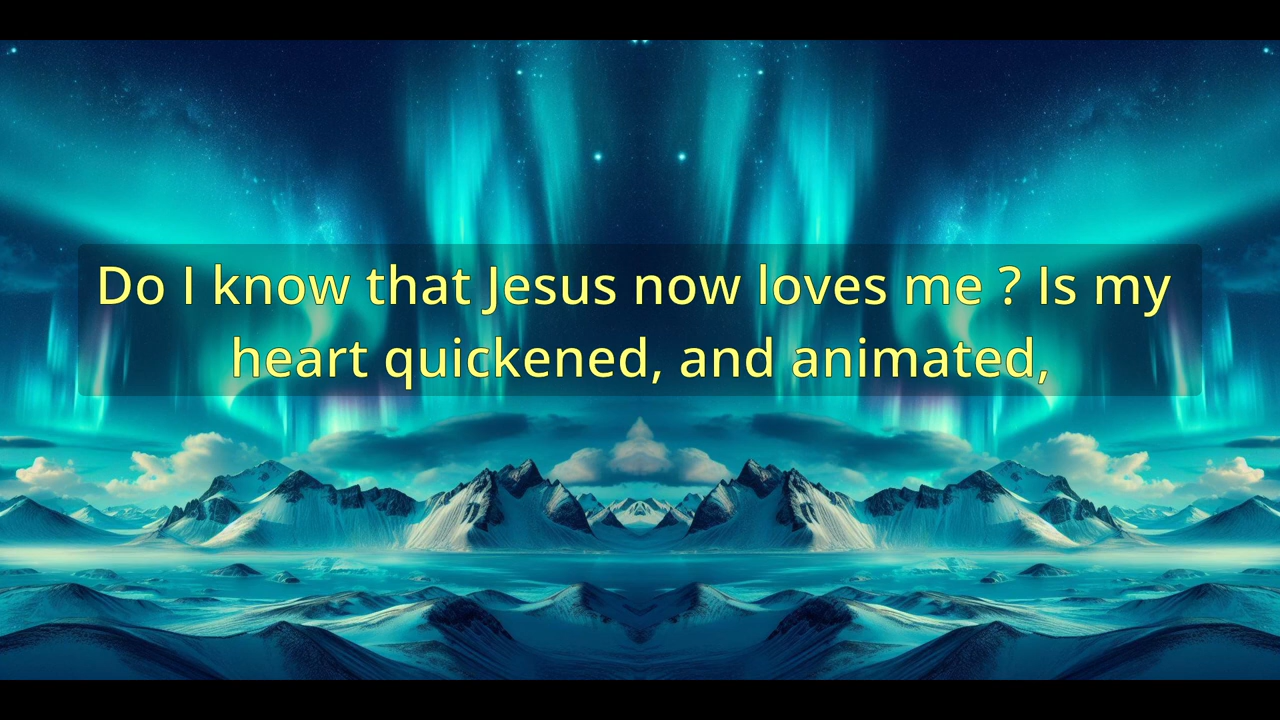 Do I know that Jesus now loves me ? Is my
heart quickened, and animated,